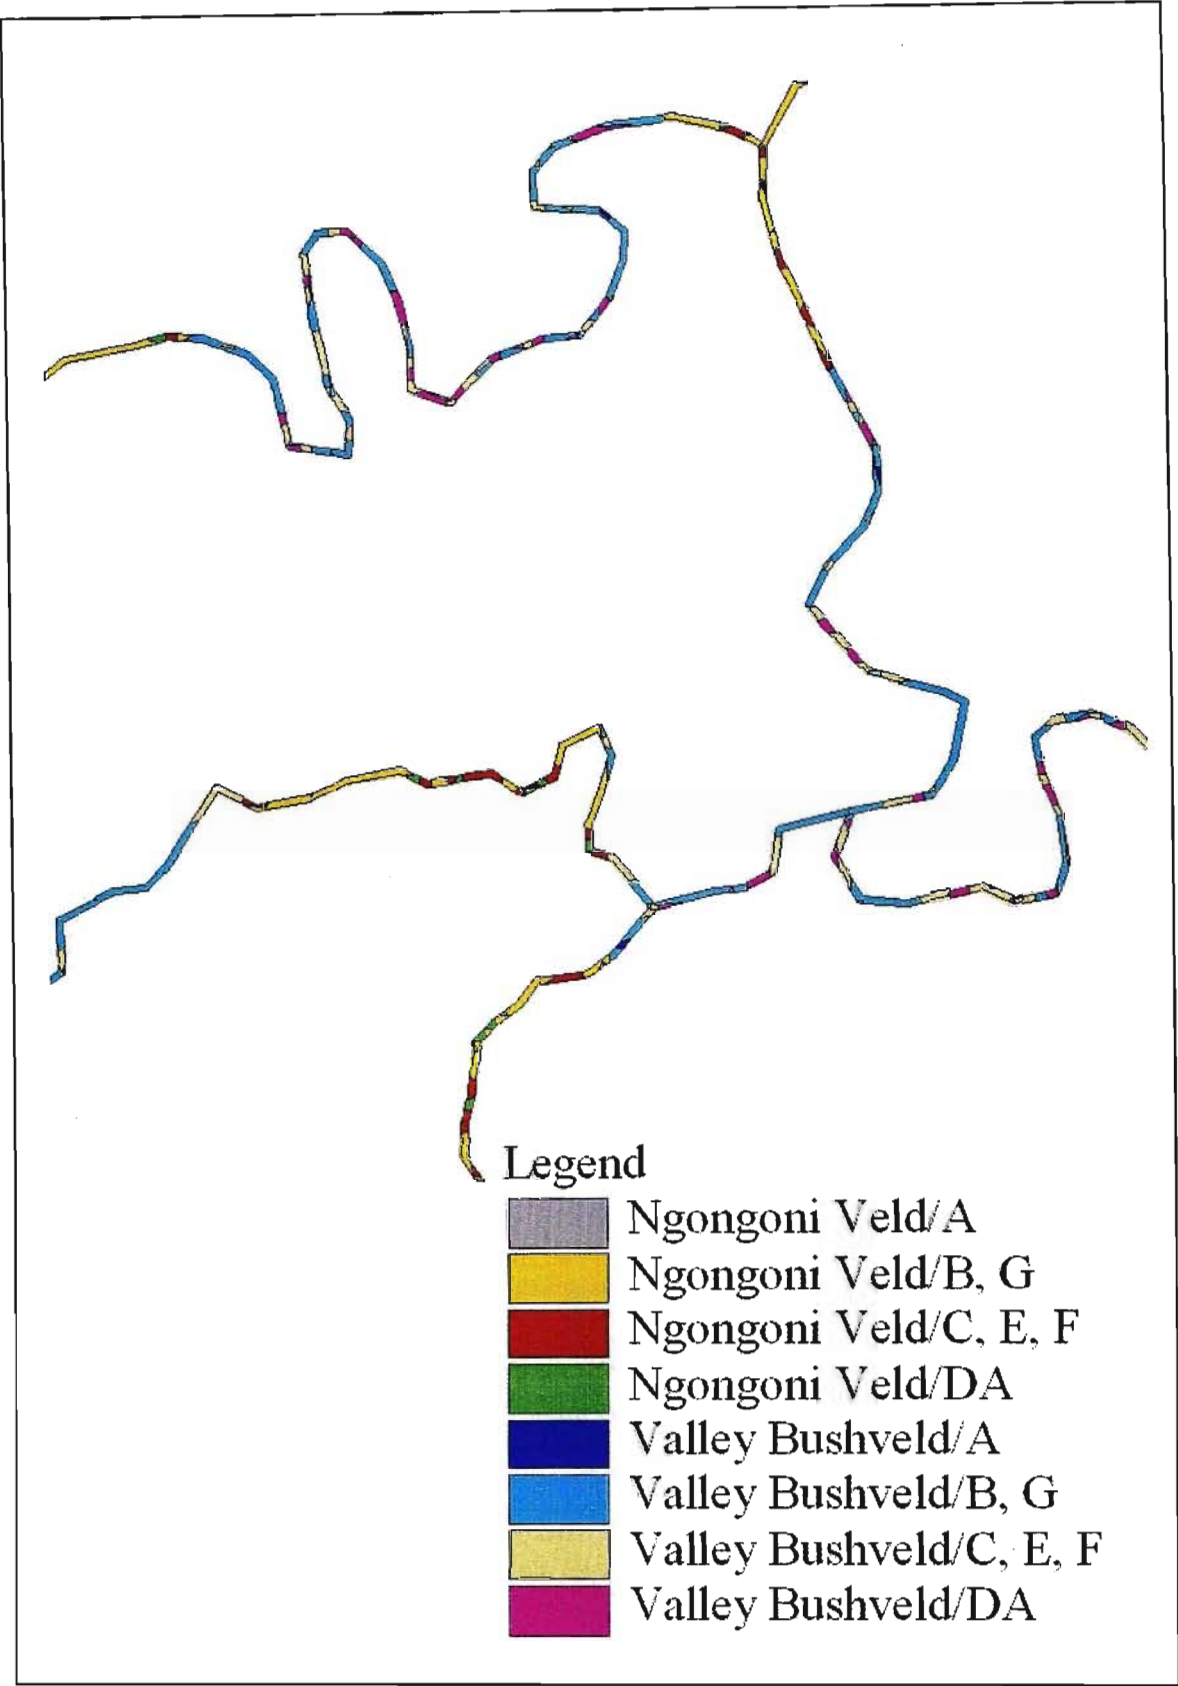 Legend
Ngongoni Veld/A
Ngongoni Veld/B, G
Ngongoni Veld/C, E, F
Ngongoni Veld/DA
Valley Bushveld/A
Valley Bushveld/B, G
Valley Bushveld/C, E, F
Valley Bushveld/DA